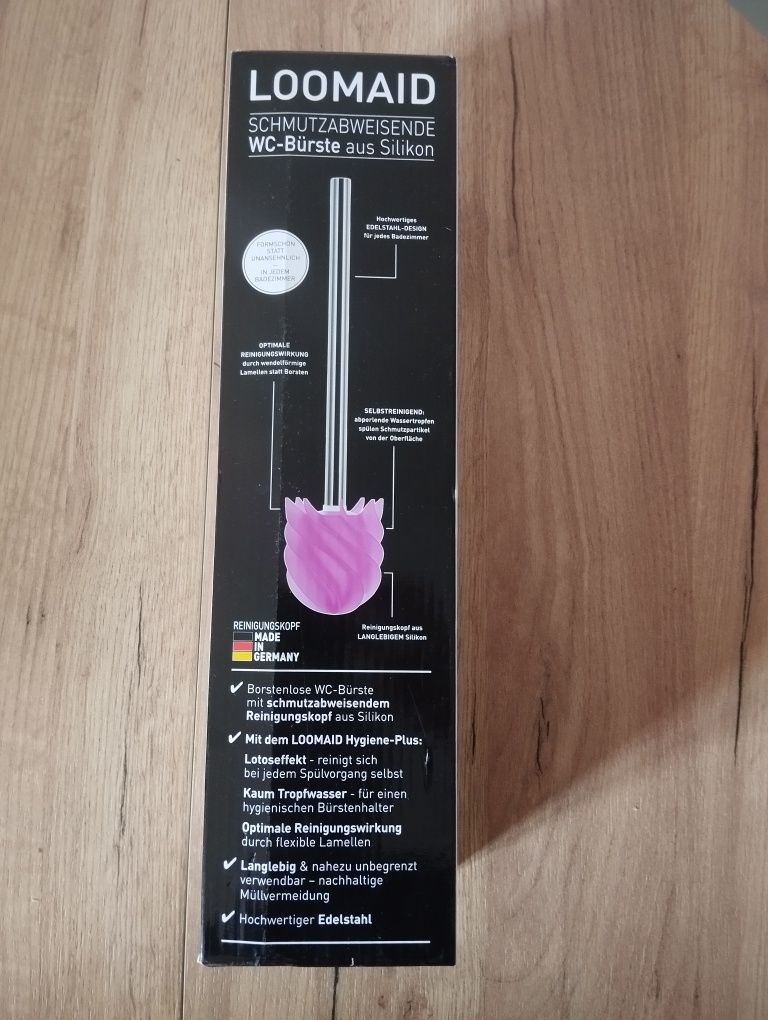 LOOMAID
SCHMUTZABWEISENDE
WC-Bürste aus Silikon
Hochwertiges
EDELSTAHL-DESIGN
für jedes Badezimmer
FORMSCHÖN
STATT
UNANSEHNLICH
–
IN JEDEM
BADEZIMMER
OPTIMALE
REINIGUNGSWIRKUNG
durch wendelförmige
Lamellen statt Borsten
SELBSTREINIGEND:
abperlende Wassertropfen
spülen Schmutzpartikel
von der Oberfläche
Reinigungskopf aus
LANGLEBIGEM Silikon
REINIGUNGSKOPF
MADE
IN
GERMANY
✔ Borstenlose WC-Bürste
mit schmutzabweisendem
Reinigungskopf aus Silikon
✔ Mit dem LOOMAID Hygiene-Plus:
Lotoseffekt - reinigt sich
bei jedem Spülvorgang selbst
Kaum Tropfwasser - für einen
hygienischen Bürstenhalter
Optimale Reinigungswirkung
durch flexible Lamellen
✔ Langlebig & nahezu unbegrenzt
verwendbar – nachhaltige
Müllvermeidung
✔ Hochwertiger Edelstahl